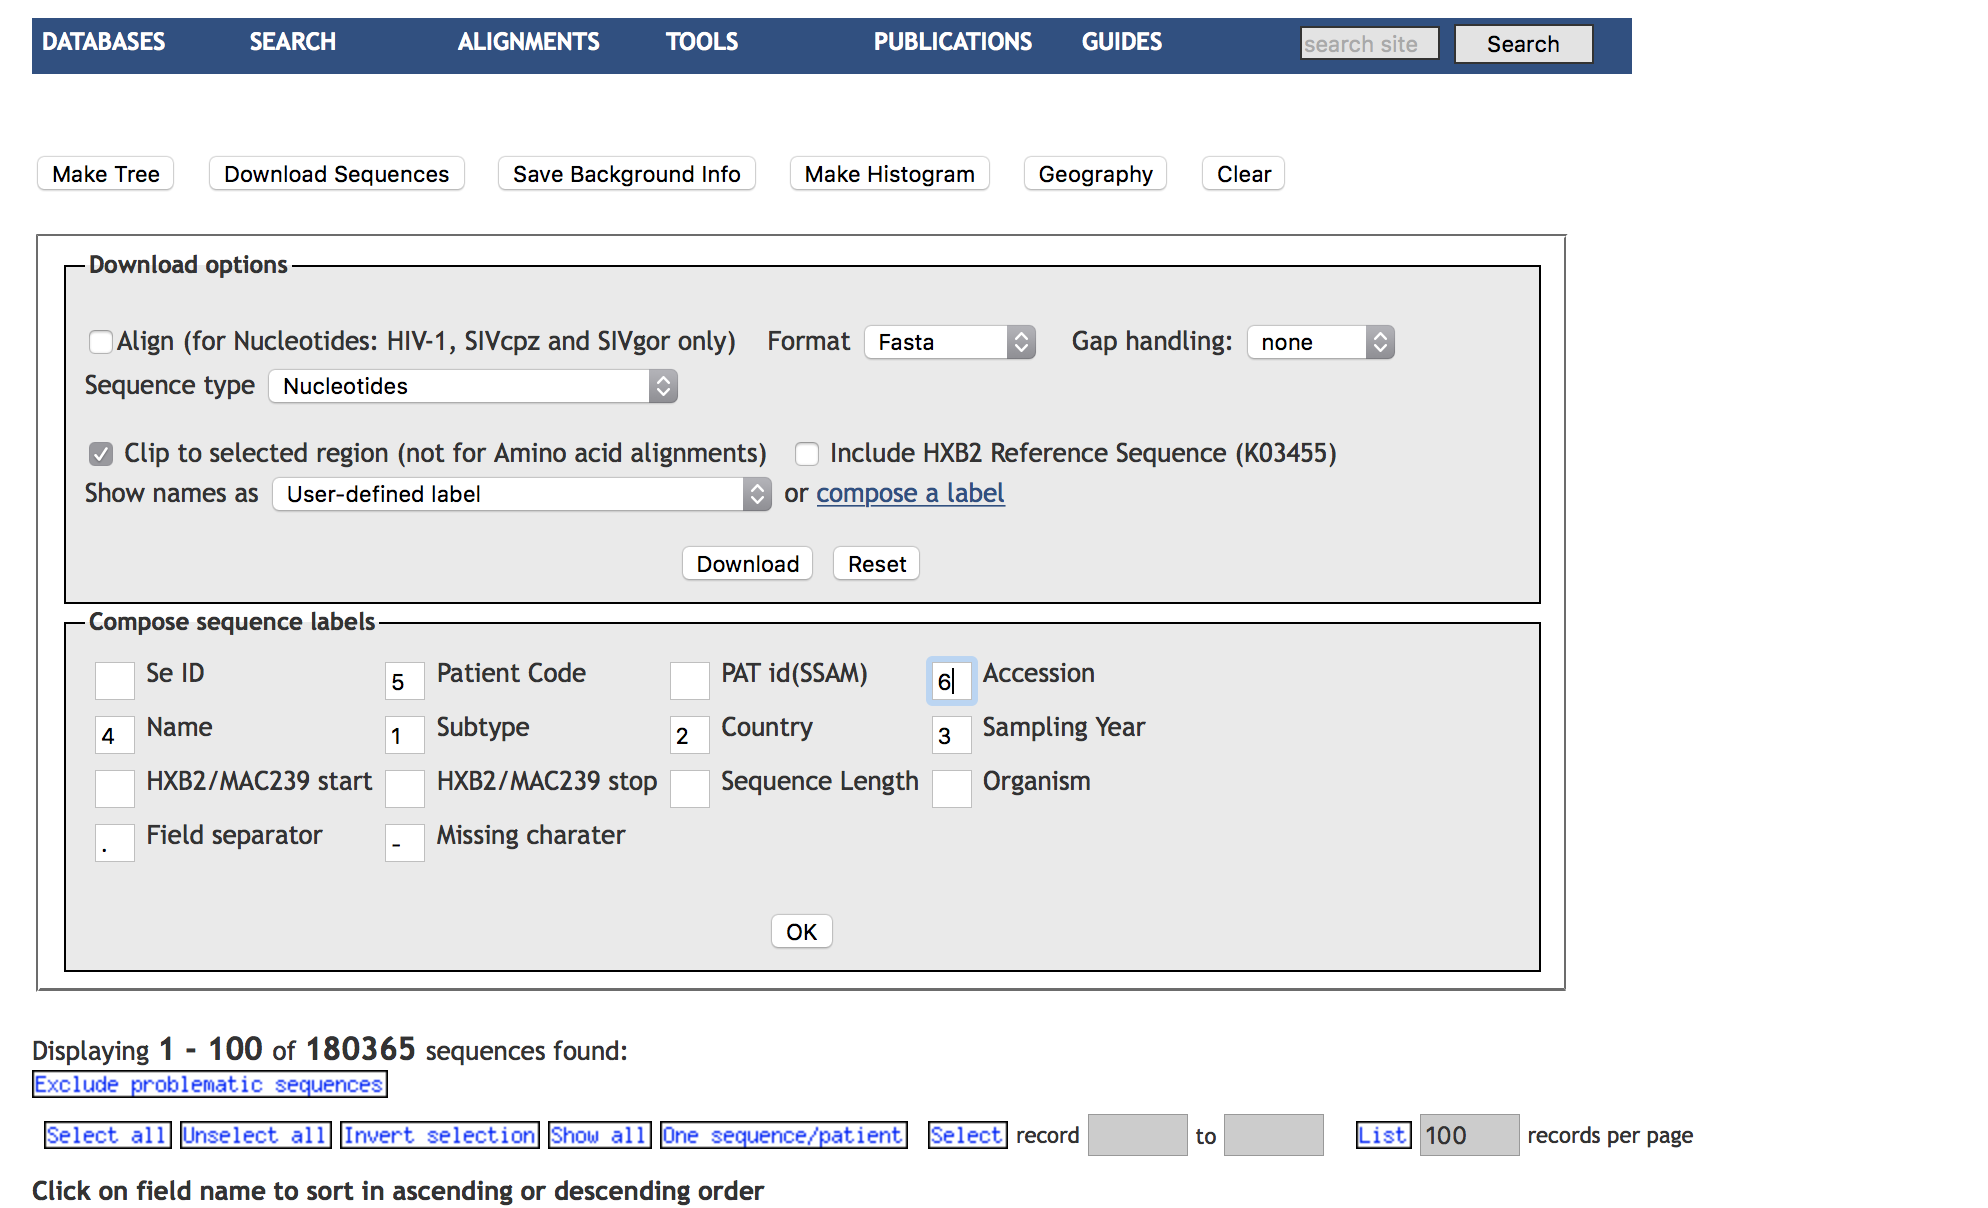 DATABASES SEARCH ALIGNMENTS TOOLS PUBLICATIONS GUIDES search site Search
Make Tree Download Sequences Save Background Info Make Histogram Geography Clear
Download options
Align (for Nucleotides: HIV-1, SIVcpz and SIVgor only) Format Fasta Gap handling: none
Sequence type Nucleotides
Clip to selected region (not for Amino acid alignments) Include HXB2 Reference Sequence (K03455)
Show names as User-defined label or compose a label
Download Reset
Compose sequence labels
Se ID 5 Patient Code PAT id(SSAM) 6 Accession
4 Name 1 Subtype 2 Country 3 Sampling Year
HXB2/MAC239 start HXB2/MAC239 stop Sequence Length Organism
. Field separator - Missing charater
OK
Displaying 1 - 100 of 180365 sequences found:
Exclude problematic sequences
Select all Unselect all Invert selection Show all One sequence/patient Select record to List 100 records per page
Click on field name to sort in ascending or descending order